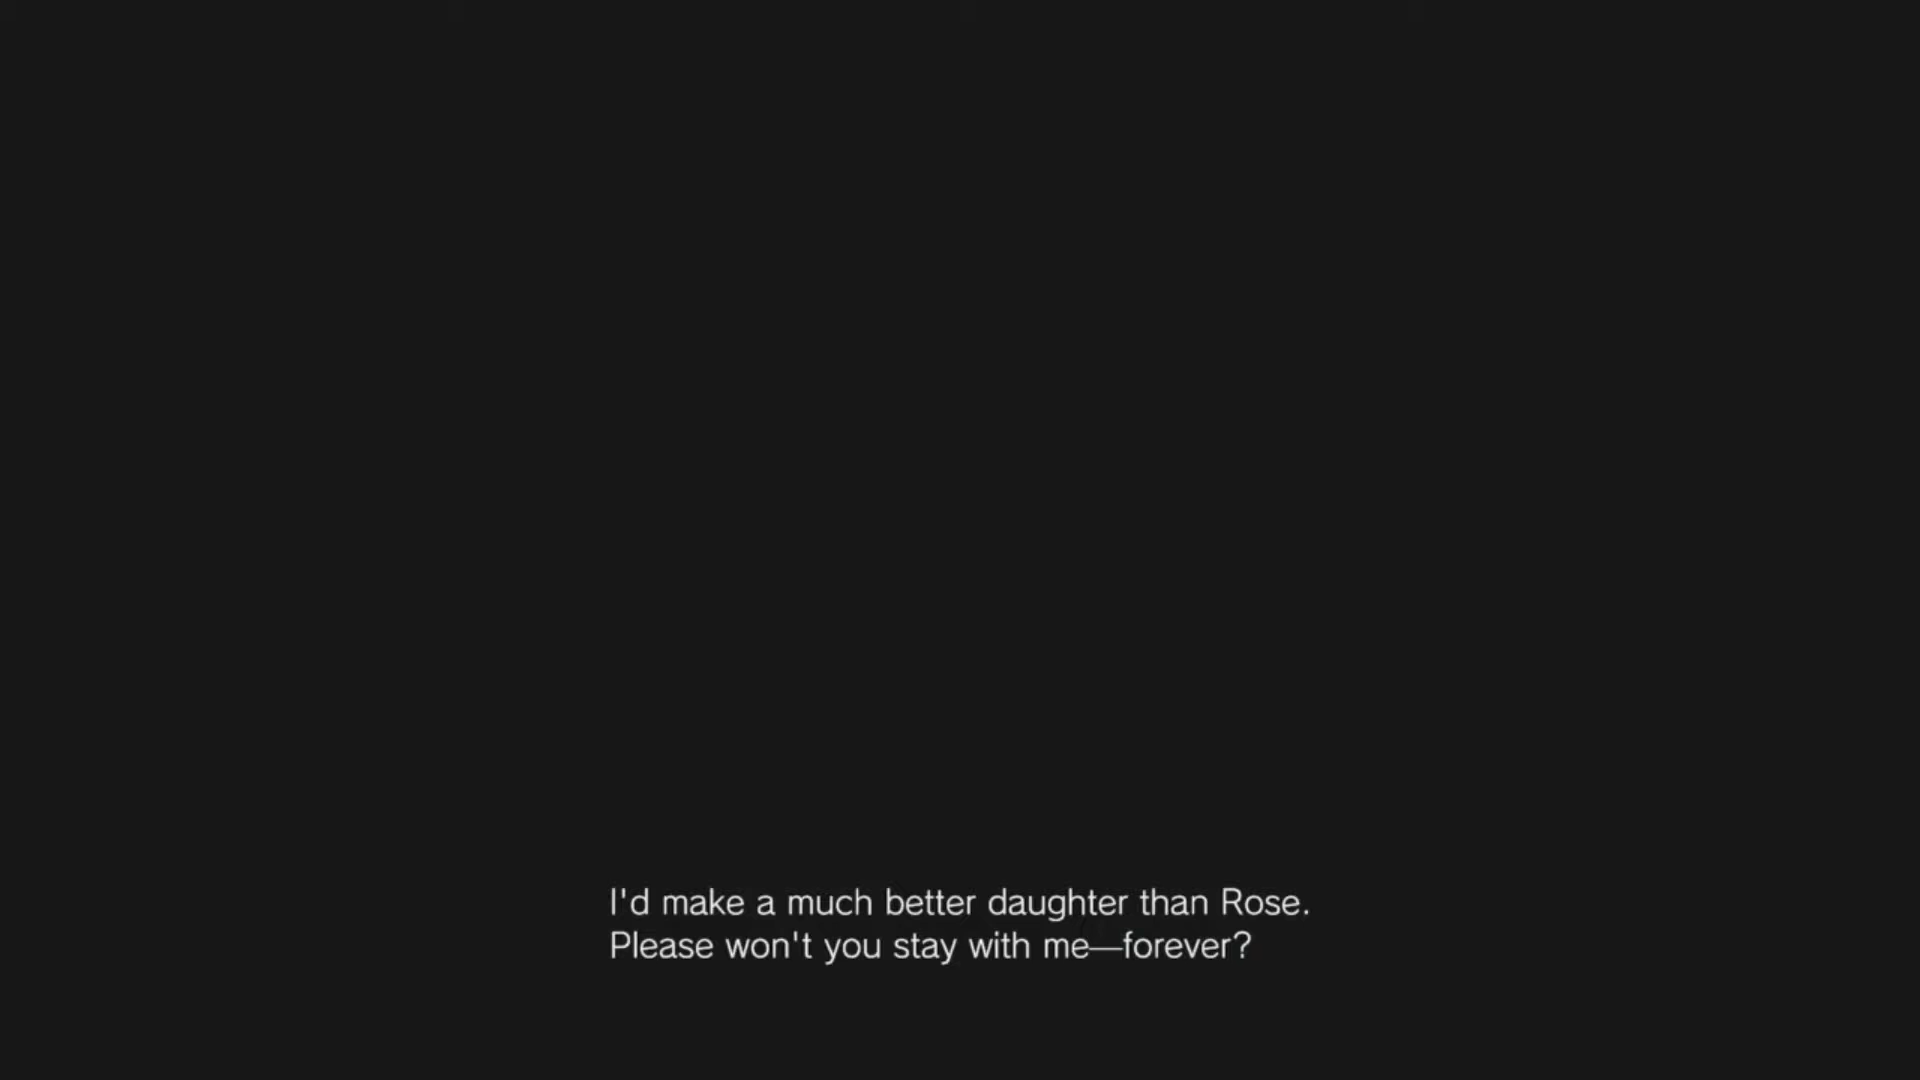 I'd make a much better daughter than Rose.
Please won't you stay with me—forever?